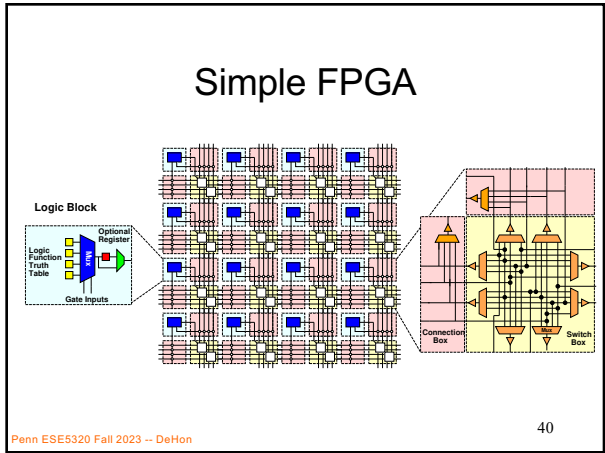 Simple FPGA
Logic Block
Optional
Register
Logic
Function
Truth
Table
Mux
Gate Inputs
Connection
Box
Mux
Switch
Box
Penn ESE5320 Fall 2023 -- DeHon
40